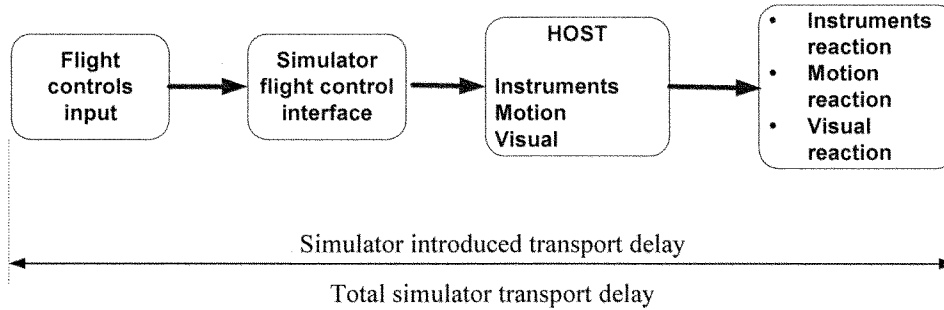 Flight
controls
input
Simulator
flight control
interface
HOST
Instruments
Motion
Visual
• Instruments
reaction
• Motion
reaction
• Visual
reaction
Simulator introduced transport delay
Total simulator transport delay